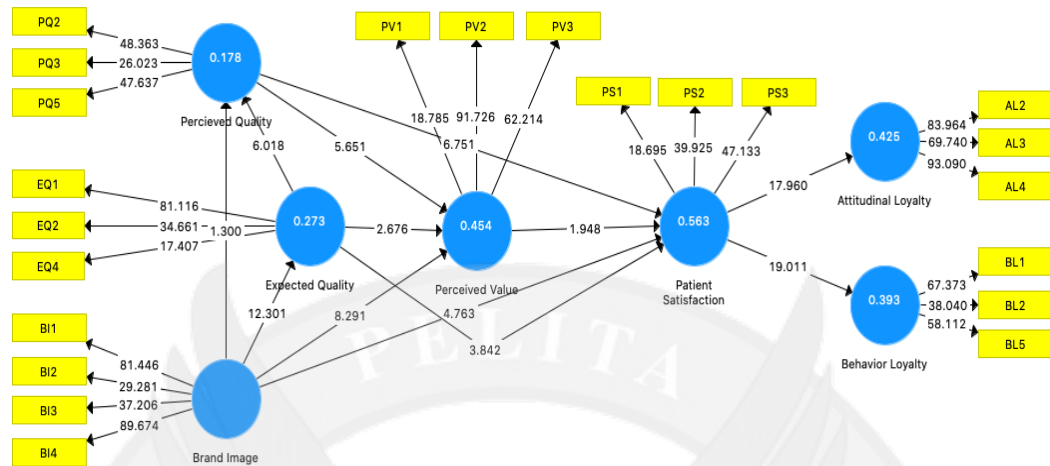 PQ2
PQ3
PQ5
48.363
26.023
47.637
0.178
Percieved Quality
PV1
PV2
PV3
18.785
91.726
62.214
6.751
PS1
PS2
PS3
18.695
39.925
47.133
AL2
AL3
AL4
83.964
69.740
93.090
0.425
Attitudinal Loyalty
6.018
5.651
EQ1
EQ2
EQ4
81.116
34.661
17.407
1.300
0.273
Expected Quality
2.676
0.454
Perceived Value
1.948
0.563
Patient
Satisfaction
17.960
19.011
BL1
BL2
BL5
67.373
38.040
58.112
0.393
Behavior Loyalty
12.301
8.291
4.763
3.842
BI1
BI2
BI3
BI4
81.446
29.281
37.206
89.674
Brand Image
PELITA